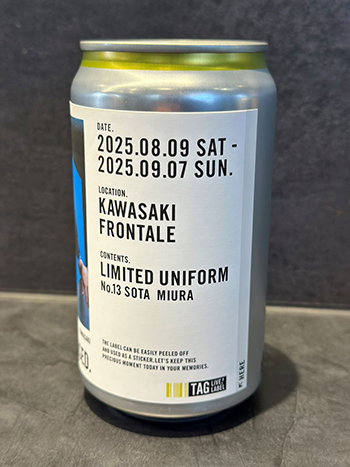 DATE.
2025.08.09 SAT -
2025.09.07 SUN.
LOCATION.
KAWASAKI
FRONTALE
CONTENTS.
LIMITED UNIFORM
No.13 SOTA MIURA
THE LABEL CAN BE EASILY PEELED OFF
AND USED AS A STICKER. LET'S KEEP THIS
PRECIOUS MOMENT TODAY IN YOUR MEMORIES.
TAG LIVE!
LABEL
HERE